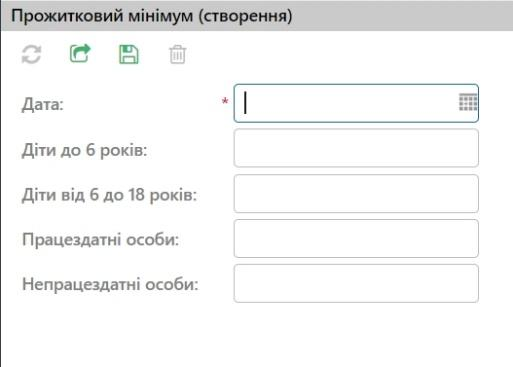 Прожитковий мінімум (створення)
Дата: *
Діти до 6 років:
Діти від 6 до 18 років:
Працездатні особи:
Непрацездатні особи: